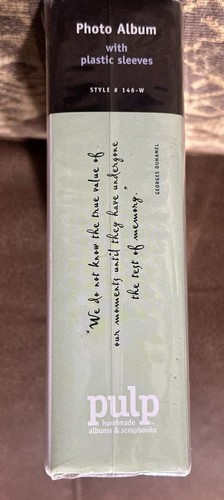 Photo Album
with
plastic sleeves
STYLE # 146-W
"We do not know the true value of
our moments until they have undergone
the test of memory."
GEORGES DUHAMEL
pulp
handmade
albums & scrapbooks